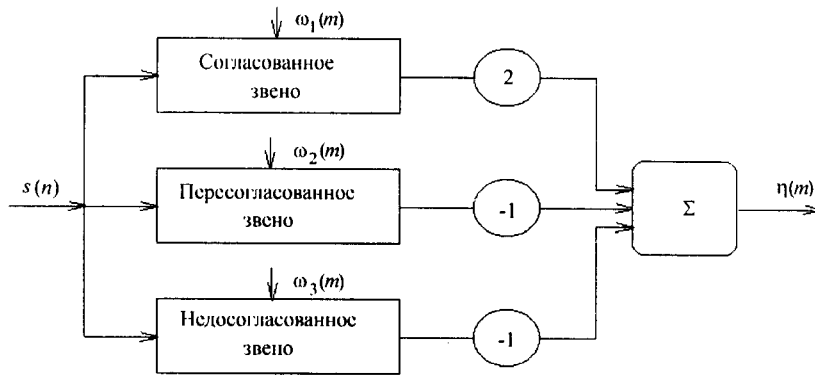 ω₁(m)
Согласованное
звено
2
ω₂(m)
s(n)
Пересогласованное
звено
-1
Σ
η(m)
ω₃(m)
Недосогласованное
звено
-1